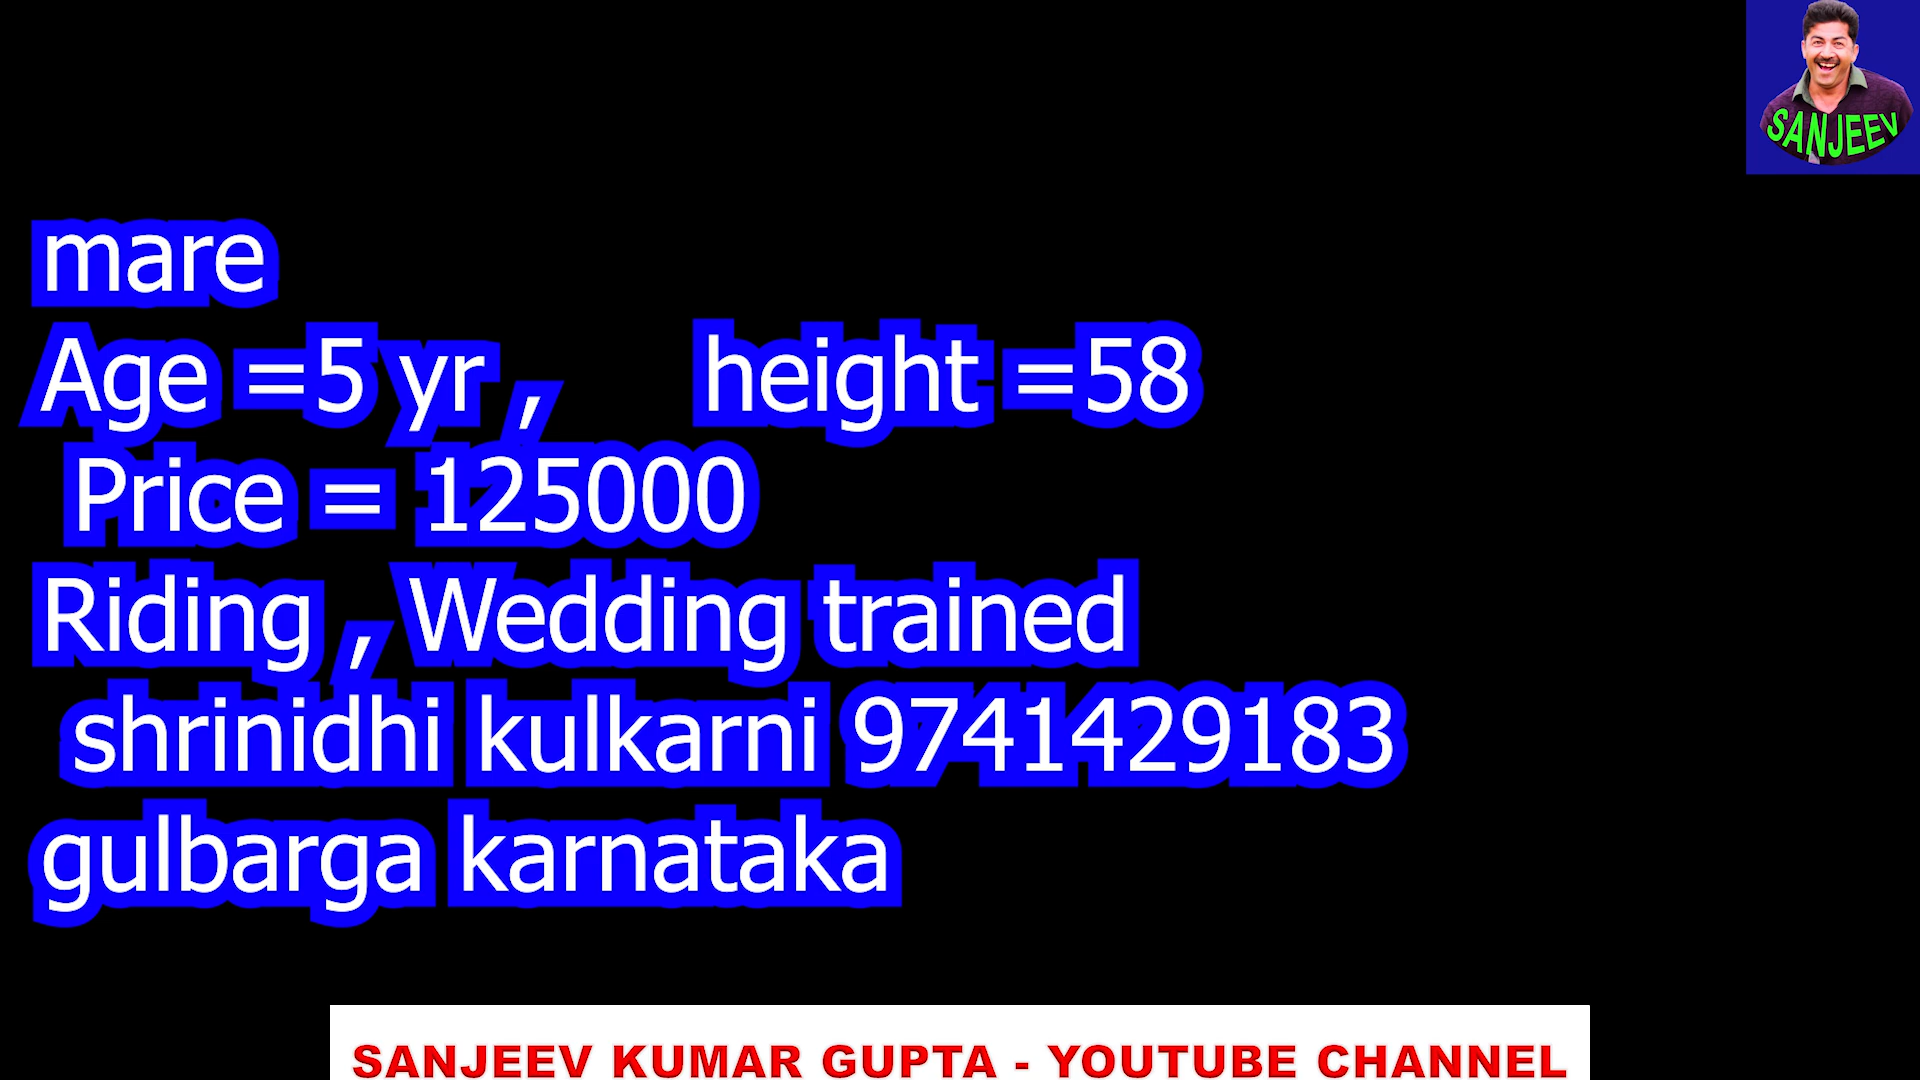 SANJEEV
mare
Age =5 yr , height =58
Price = 125000
Riding , Wedding trained
shrinidhi kulkarni 9741429183
gulbarga karnataka
SANJEEV KUMAR GUPTA - YOUTUBE CHANNEL